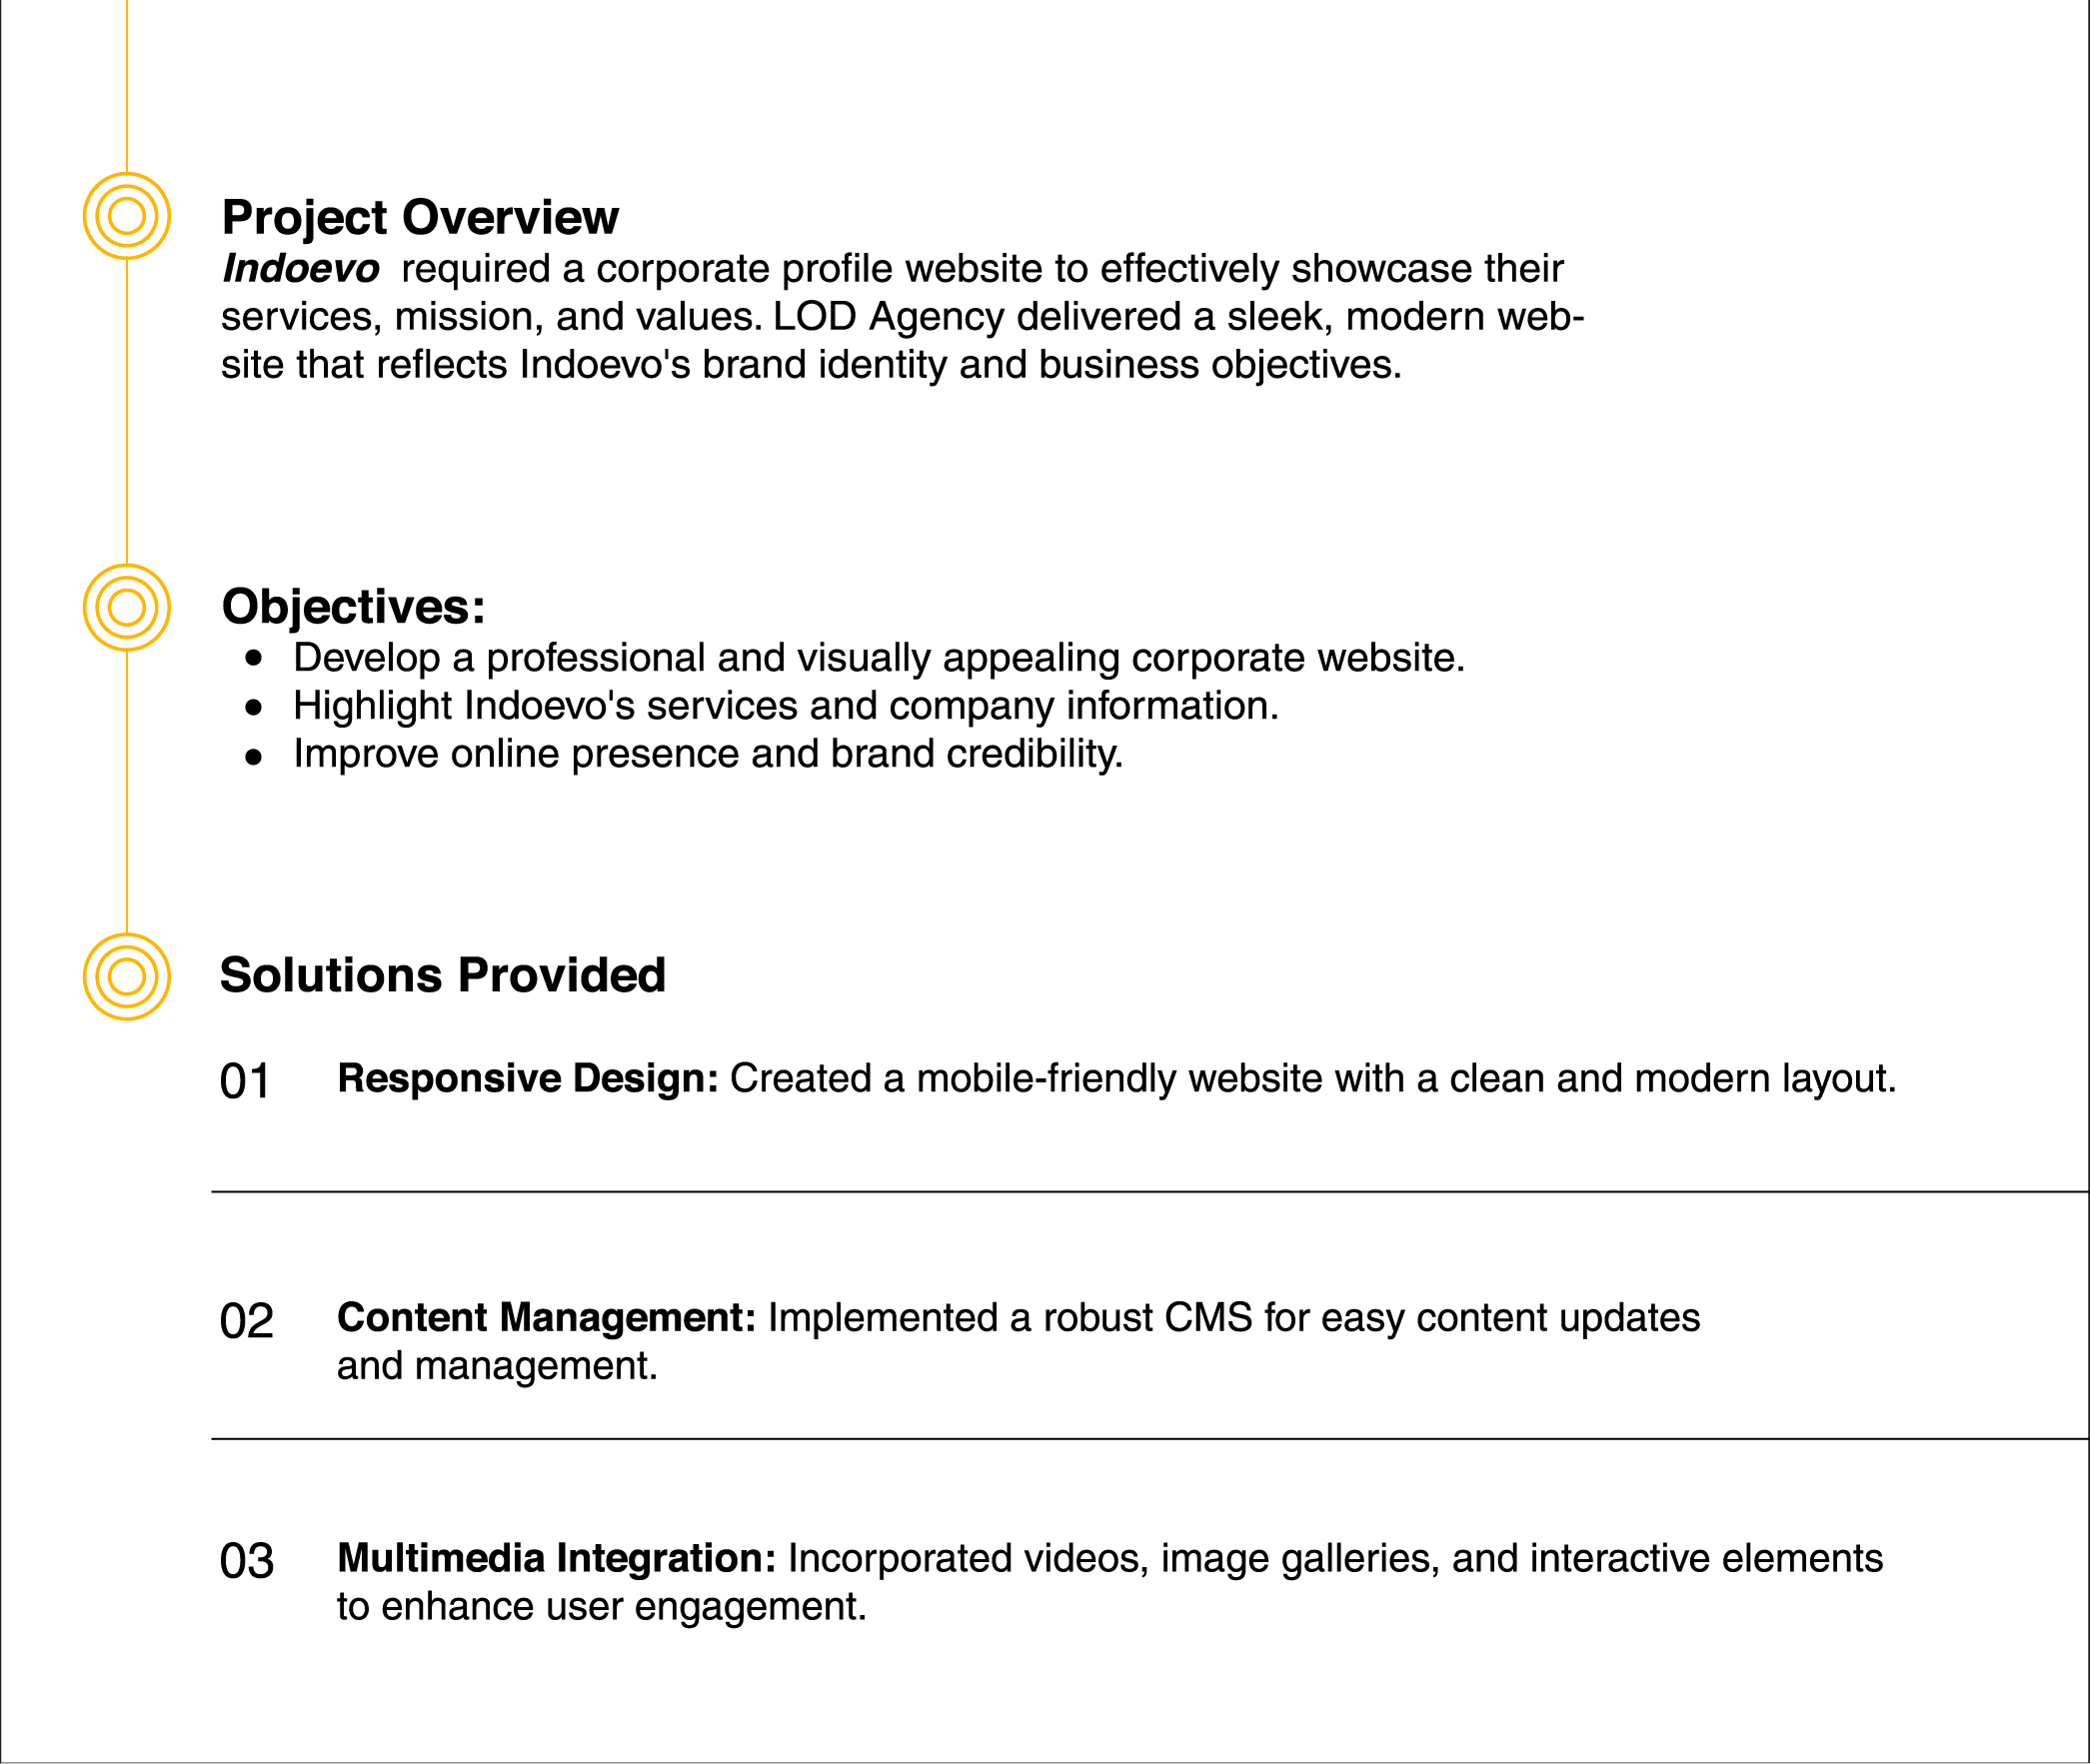 Project Overview
Indoevo required a corporate profile website to effectively showcase their
services, mission, and values. LOD Agency delivered a sleek, modern web-
site that reflects Indoevo's brand identity and business objectives.
Objectives:
• Develop a professional and visually appealing corporate website.
• Highlight Indoevo's services and company information.
• Improve online presence and brand credibility.
Solutions Provided
01 Responsive Design: Created a mobile-friendly website with a clean and modern layout.
02 Content Management: Implemented a robust CMS for easy content updates
and management.
03 Multimedia Integration: Incorporated videos, image galleries, and interactive elements
to enhance user engagement.